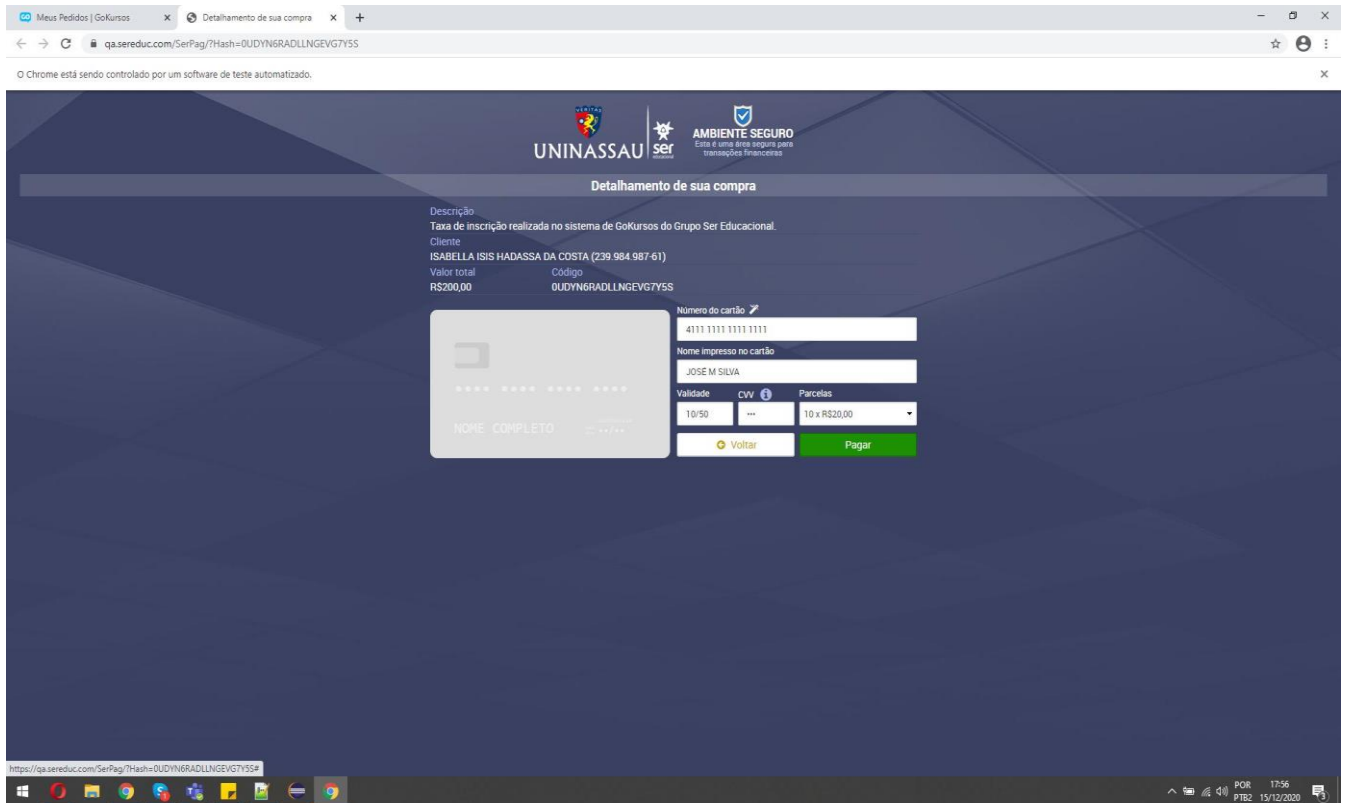 Meus Pedidos | GoKursos
Detalhamento de sua compra
qa.sereduc.com/SerPag/?Hash=0UDYN6RADLLNGEVG7Y5S
O Chrome está sendo controlado por um software de teste automatizado.
VERITAS
UNINASSAU
ser
educacional
AMBIENTE SEGURO
Esta é uma área segura para
transações financeiras
Detalhamento de sua compra
Descrição
Taxa de inscrição realizada no sistema de GoKursos do Grupo Ser Educacional.
Cliente
ISABELLA ISIS HADASSA DA COSTA (239.984.987-61)
Valor total Código
R$200,00 0UDYN6RADLLNGEVG7Y5S
Número do cartão
4111 1111 1111 1111
Nome impresso no cartão
JOSE M SILVA
Validade CVV Parcelas
10/50 ••• 10 x R$20,00
Voltar Pagar
•••• •••• •••• ••••
NOME COMPLETO ••/••
https://qa.sereduc.com/SerPag/?Hash=0UDYN6RADLLNGEVG7Y5S#
POR 17:56
PTB2 15/12/2020